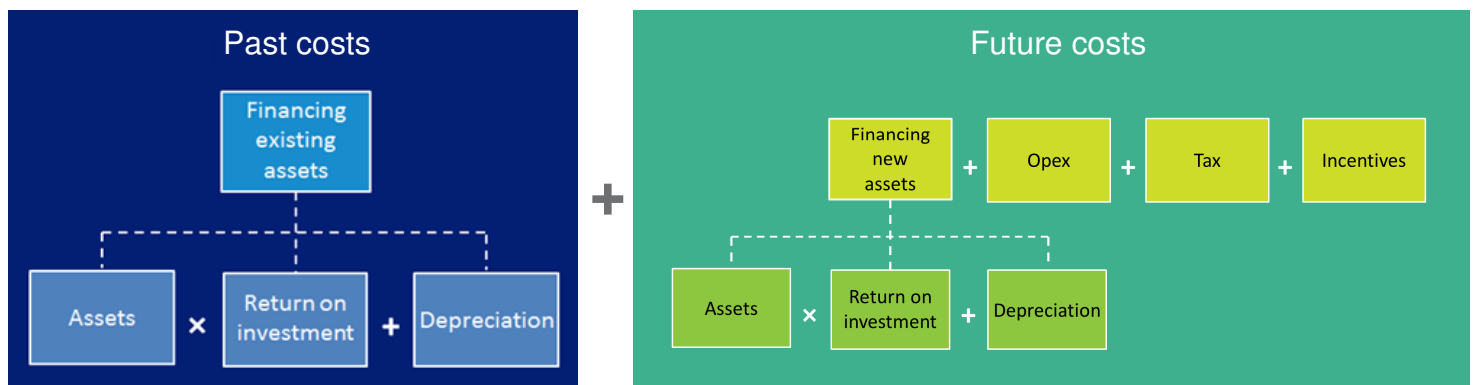 Past costs
Financing
existing
assets
Assets
×
Return on
investment
+
Depreciation
+
Future costs
Financing
new
assets
+
Opex
+
Tax
+
Incentives
Assets
×
Return on
investment
+
Depreciation